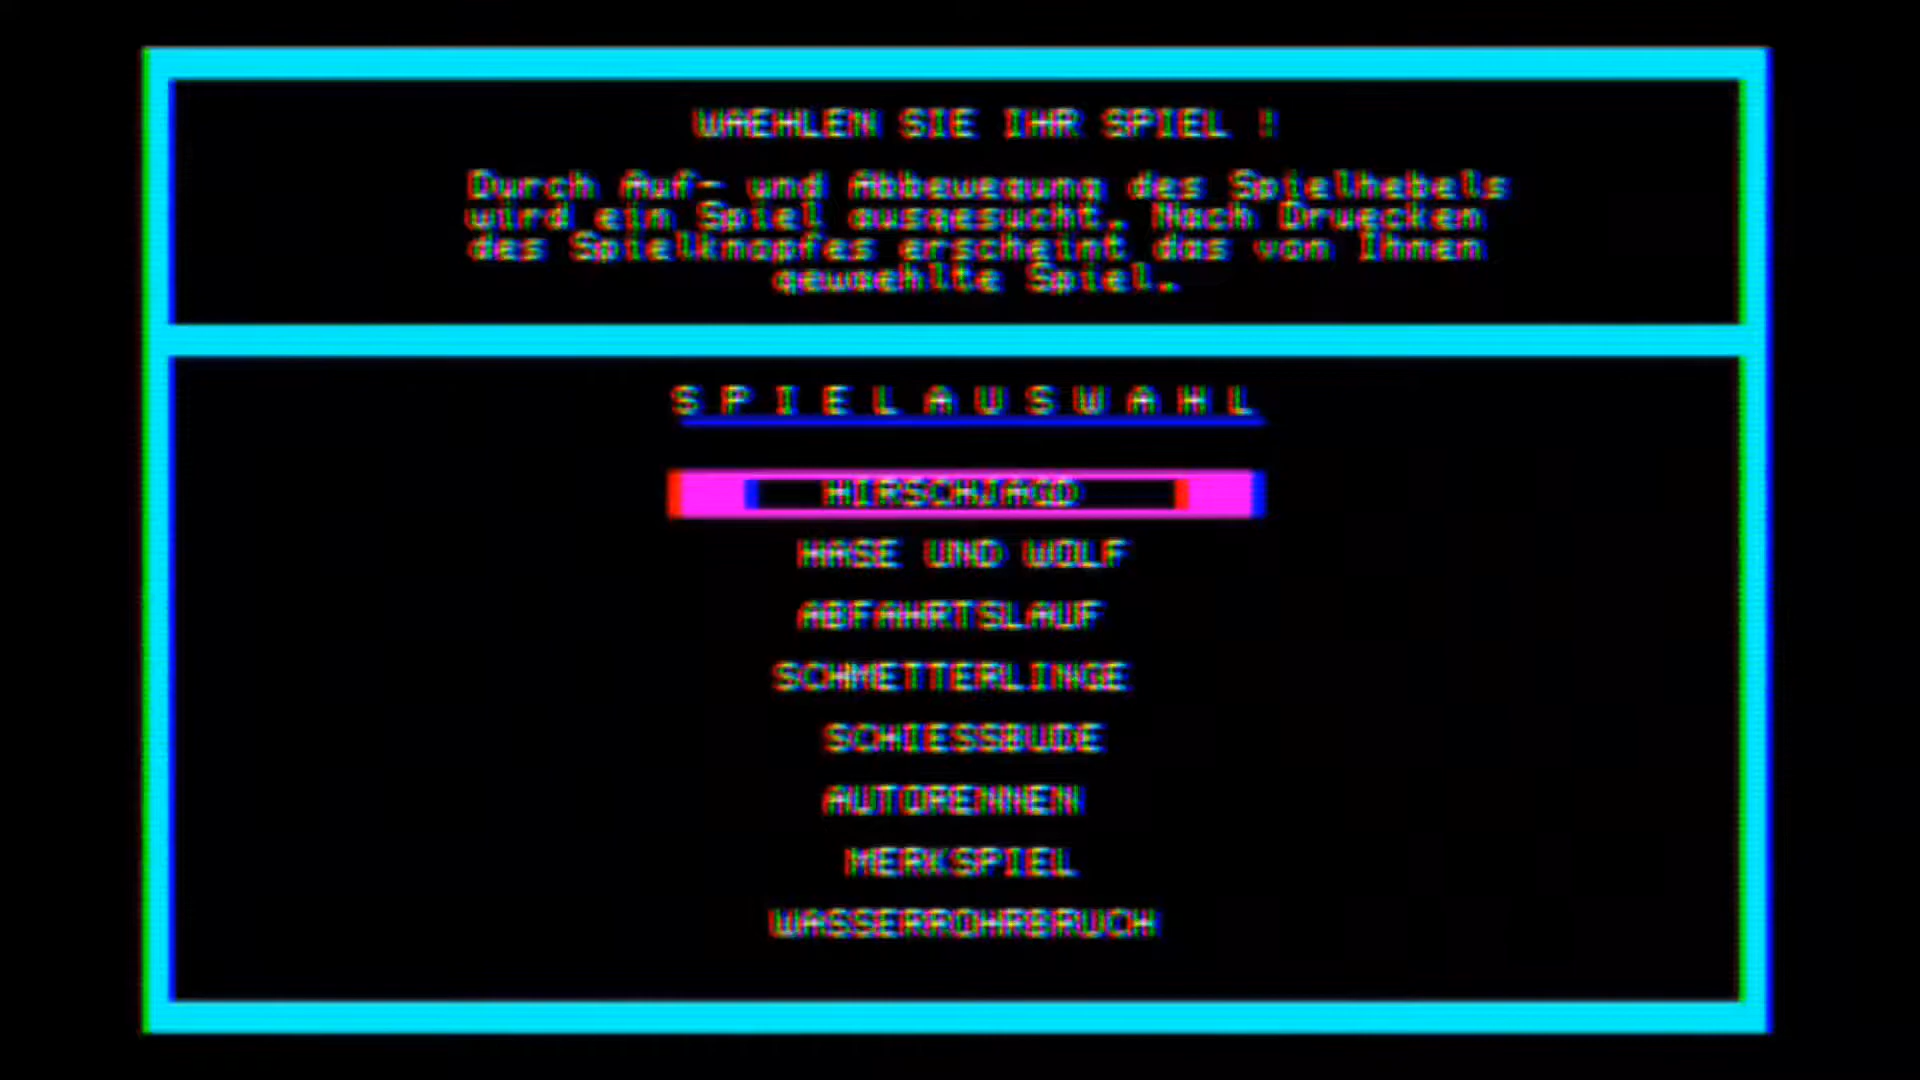 WAEHLEN SIE IHR SPIEL !
Durch Auf- und Abbewegung des Spielhebels
wird ein Spiel ausgesucht. Nach Druecken
des Spielknopfes erscheint das von Ihnen
gewaehlte Spiel.
SPIELAUSWAHL
HIRSCHJAGD
HASE UND WOLF
ABFAHRTSLAUF
SCHMETTERLINGE
SCHIESSBUDE
AUTORENNEN
MERKSPIEL
WASSERROHRBRUCH